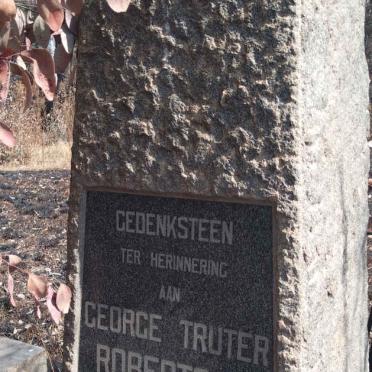 GEDENKSTEEN
TER HERINNERING
AAN
GEORGE TRUTER